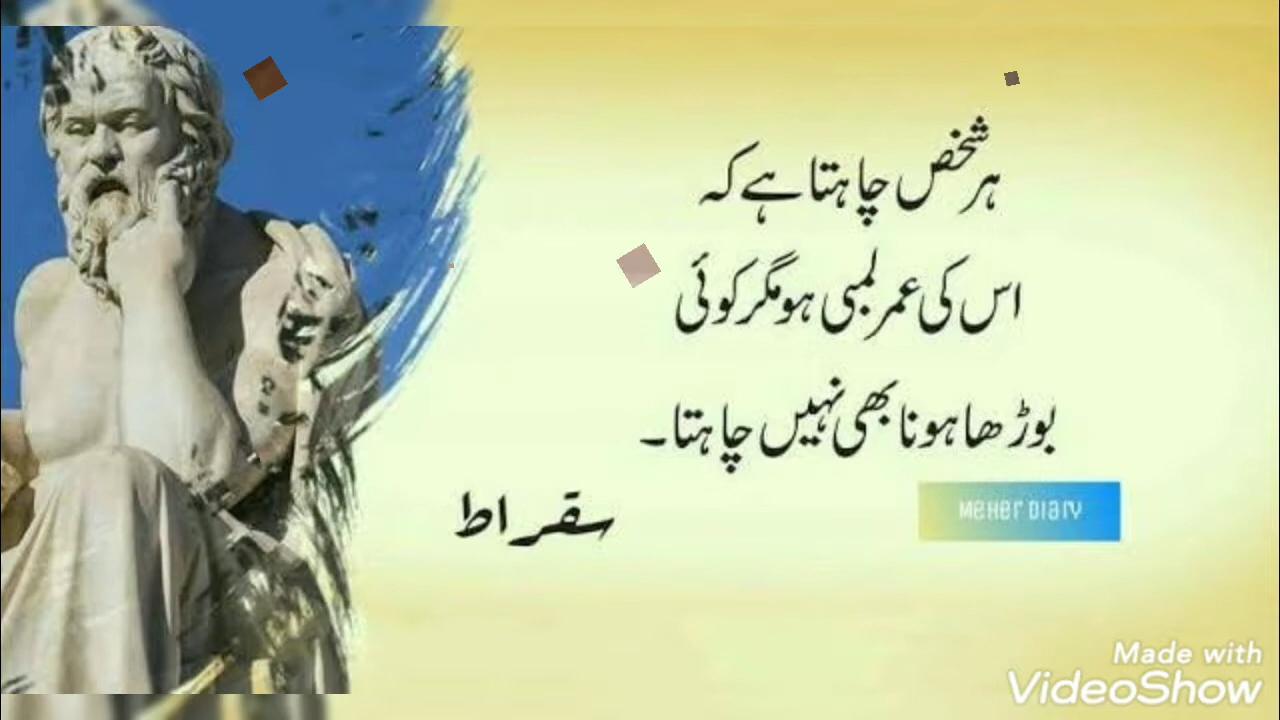 ہر شخص چاہتا ہے کہ
اس کی عمر لمبی ہو مگر کوئی
بوڑھا ہونا بھی نہیں چاہتا۔
سقراط
MeHer Diary
Made with
VideoShow